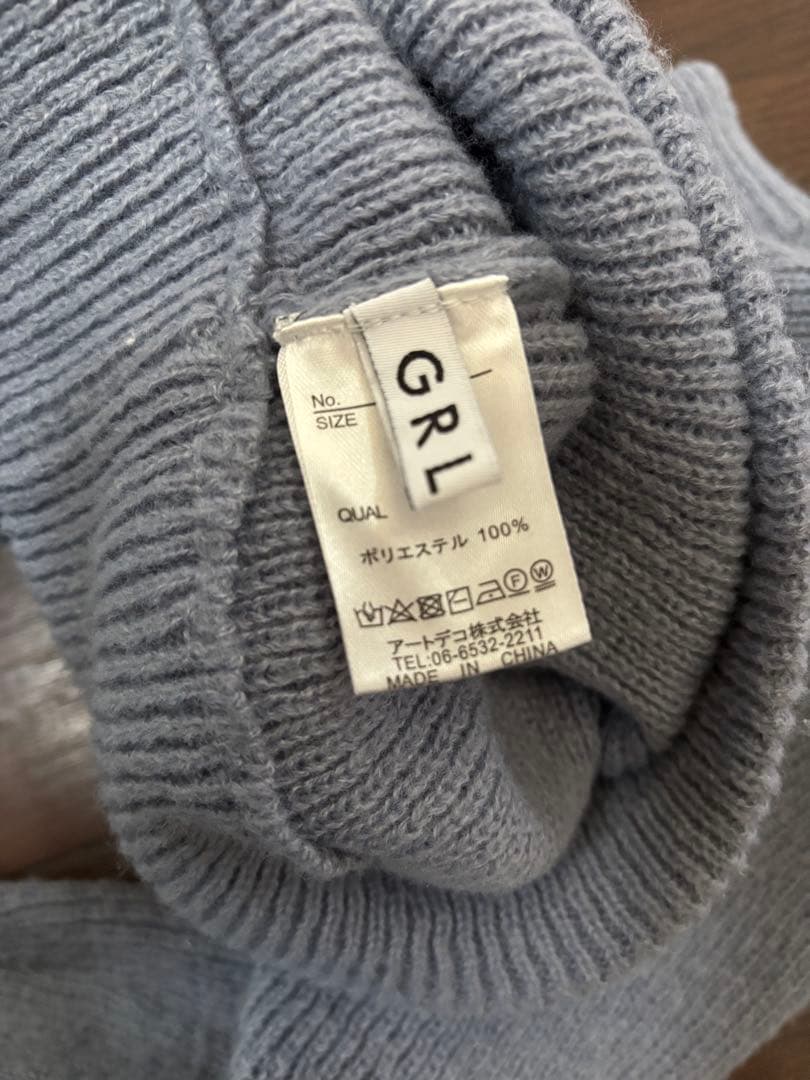 GRL
No.
SIZE
QUAL
ポリエステル 100%
F W
アートデコ株式会社
TEL:06-6532-2211
MADE IN CHINA